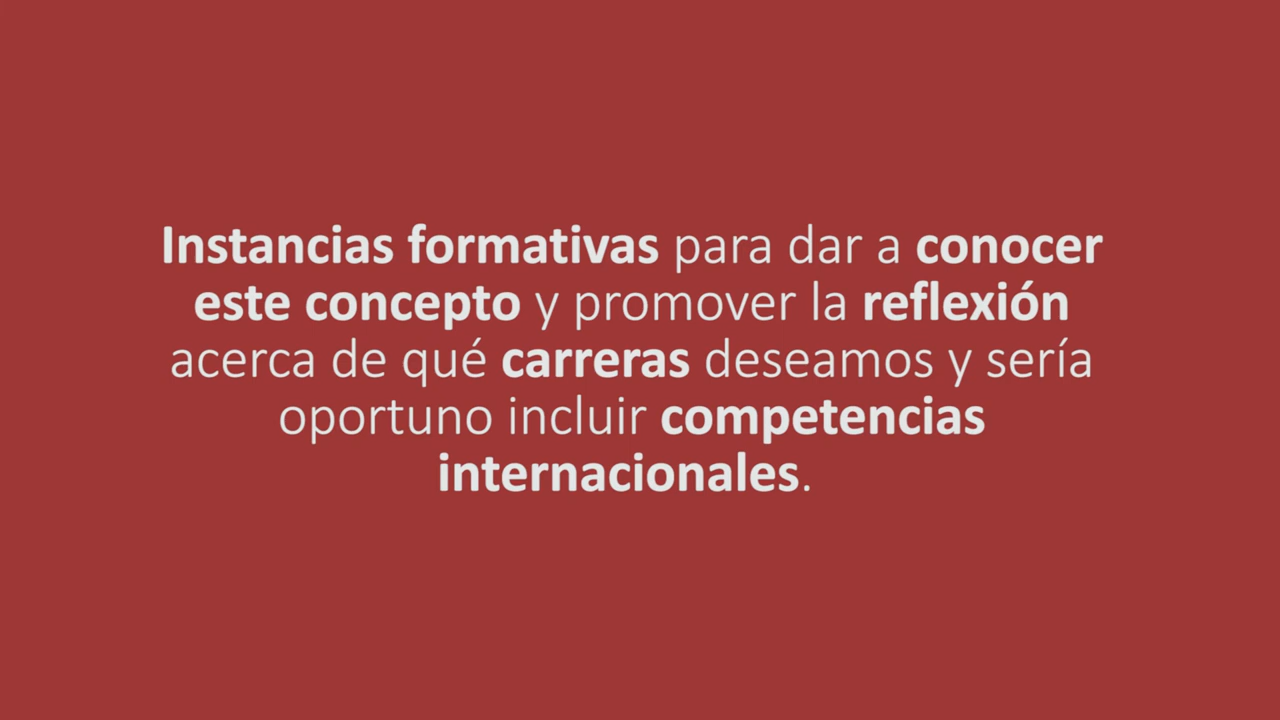 Instancias formativas para dar a conocer
este concepto y promover la reflexión
acerca de qué carreras deseamos y sería
oportuno incluir competencias
internacionales.